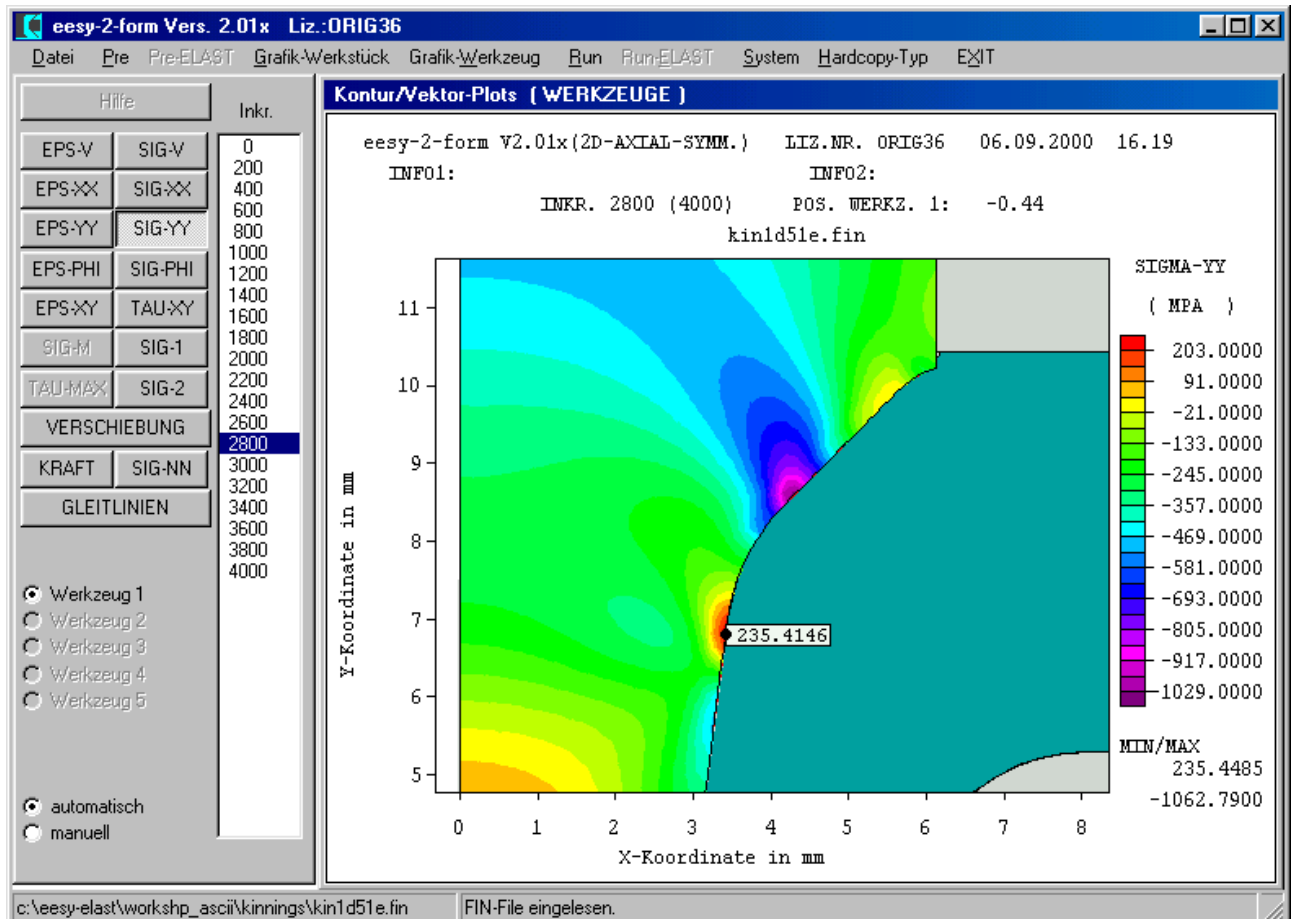 eesy-2-form Vers. 2.01x Liz.:ORIG36
Datei Pre Pre-ELAST Grafik-Werkstück Grafik-Werkzeug Run Run-ELAST System Hardcopy-Typ EXIT
Hilfe
Inkr.
EPS-V SIG-V
EPS-XX SIG-XX
EPS-YY SIG-YY
EPS-PHI SIG-PHI
EPS-XY TAU-XY
SIG-M SIG-1
TAU-MAX SIG-2
VERSCHIEBUNG
KRAFT SIG-NN
GLEITLINIEN
Werkzeug 1
Werkzeug 2
Werkzeug 3
Werkzeug 4
Werkzeug 5
automatisch
manuell
0
200
400
600
800
1000
1200
1400
1600
1800
2000
2200
2400
2600
2800
3000
3200
3400
3600
3800
4000
Kontur/Vektor-Plots ( WERKZEUGE )
eesy-2-form V2.01x(2D-AXIAL-SYMM.) LIZ.NR. ORIG36 06.09.2000 16.19
INFO1: INFO2:
INKR. 2800 (4000) POS. WERKZ. 1: -0.44
kin1d51e.fin
Y-Koordinate in mm
11
10
9
8
7
6
5
235.4146
0 1 2 3 4 5 6 7 8
X-Koordinate in mm
SIGMA-YY
( MPA )
203.0000
91.0000
-21.0000
-133.0000
-245.0000
-357.0000
-469.0000
-581.0000
-693.0000
-805.0000
-917.0000
-1029.0000
MIN/MAX
235.4485
-1062.7900
c:\eesy-elast\workshp_ascii\kinnings\kin1d51e.fin FIN-File eingelesen.